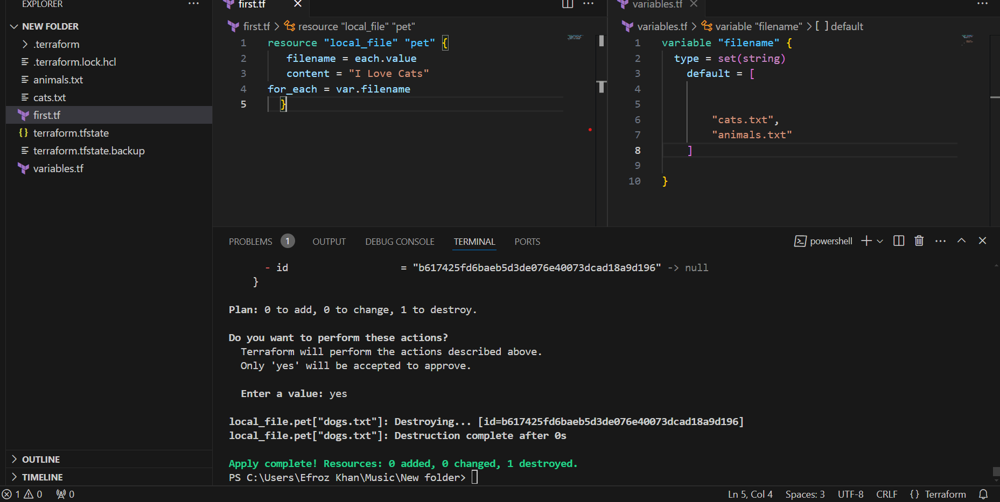 EXPLORER
NEW FOLDER
.terraform
.terraform.lock.hcl
animals.txt
cats.txt
first.tf
terraform.tfstate
terraform.tfstate.backup
variables.tf
OUTLINE
TIMELINE
first.tf
first.tf > resource "local_file" "pet"
1 resource "local_file" "pet" {
2 filename = each.value
3 content = "I Love Cats"
4 for_each = var.filename
5 }
variables.tf
variables.tf > variable "filename" > [ ] default
1 variable "filename" {
2 type = set(string)
3 default = [
4
5
6 "cats.txt",
7 "animals.txt"
8 ]
9
10 }
PROBLEMS 1 OUTPUT DEBUG CONSOLE TERMINAL PORTS powershell
- id = "b617425fd6baeb5d3de076e40073dcad18a9d196" -> null
}
Plan: 0 to add, 0 to change, 1 to destroy.
Do you want to perform these actions?
Terraform will perform the actions described above.
Only 'yes' will be accepted to approve.
Enter a value: yes
local_file.pet["dogs.txt"]: Destroying... [id=b617425fd6baeb5d3de076e40073dcad18a9d196]
local_file.pet["dogs.txt"]: Destruction complete after 0s
Apply complete! Resources: 0 added, 0 changed, 1 destroyed.
PS C:\Users\Efroz Khan\Music\New folder>
1 0 0 Ln 5, Col 4 Spaces: 3 UTF-8 CRLF {} Terraform